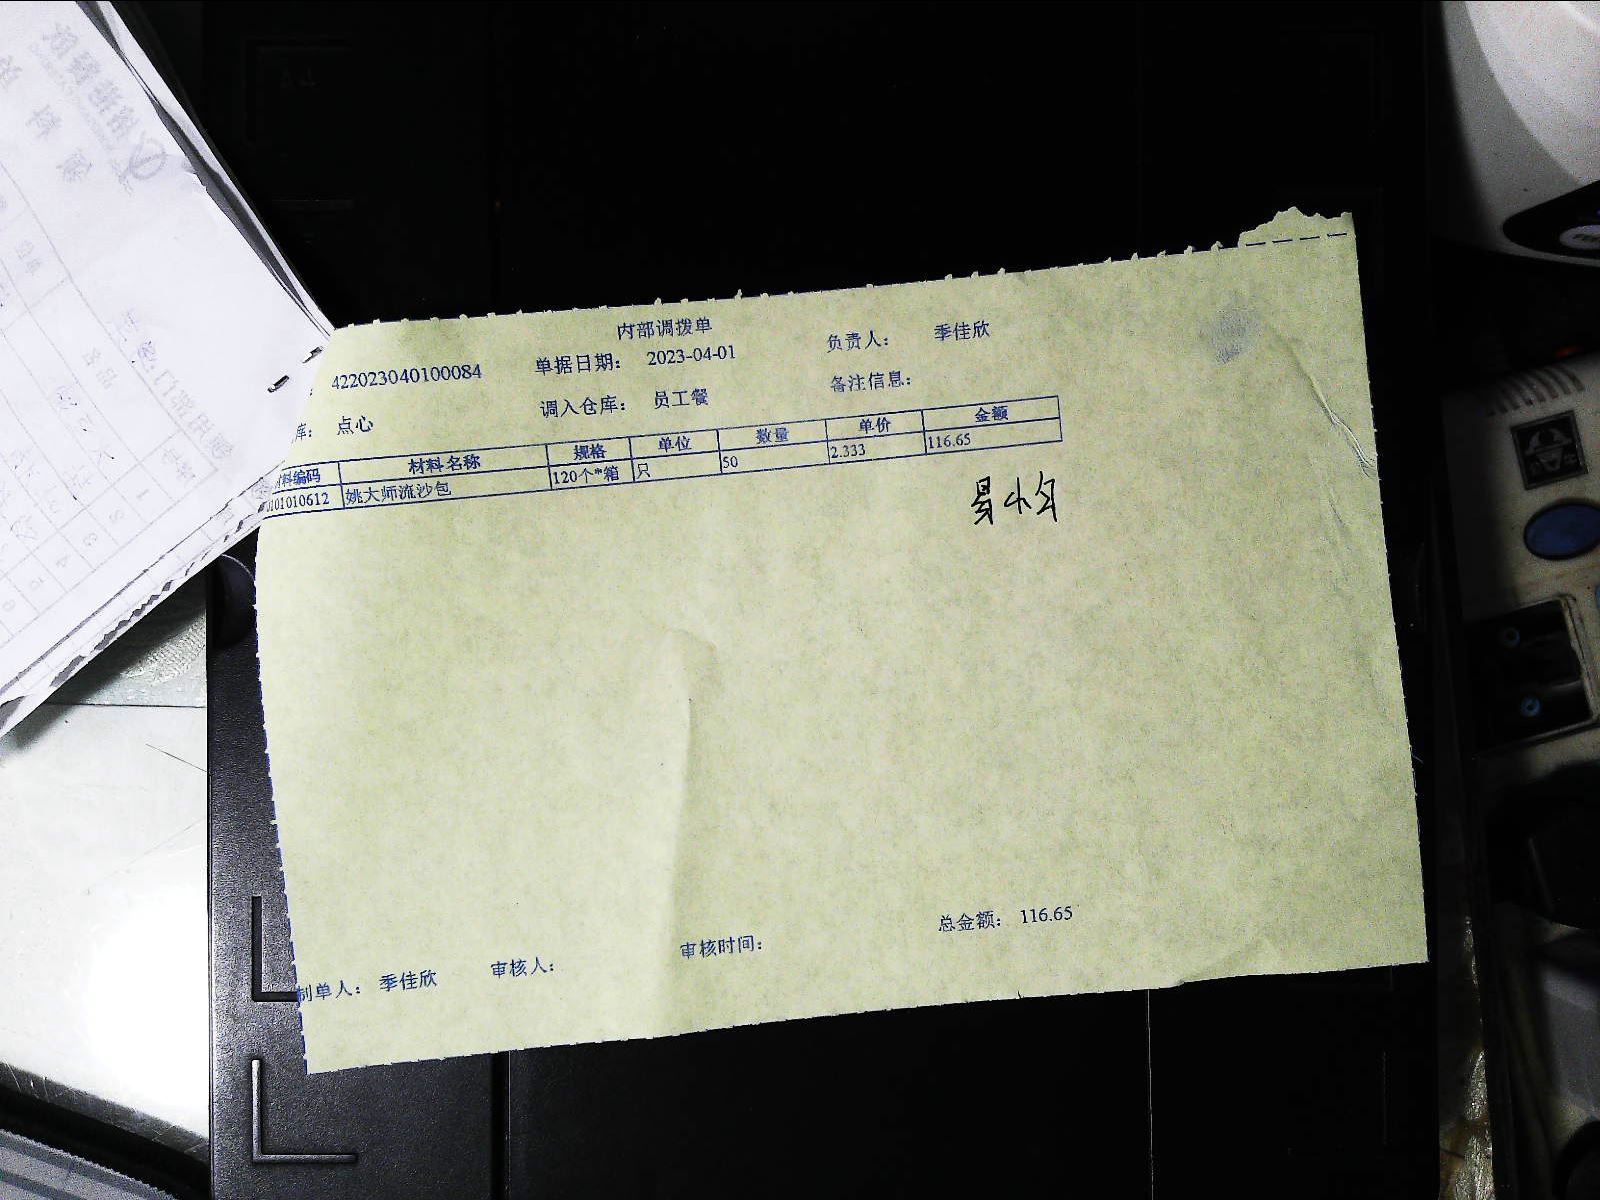 内部调拨单
422023040100084 单据日期: 2023-04-01 负责人: 季佳欣
库: 点心 调入仓库: 员工餐 备注信息:
材料编码 材料名称 规格 单位 数量 单价 金额
0101010612 姚大师流沙包 120个*箱 只 50 2.333 116.65
总金额: 116.65
制单人: 季佳欣 审核人: 审核时间: